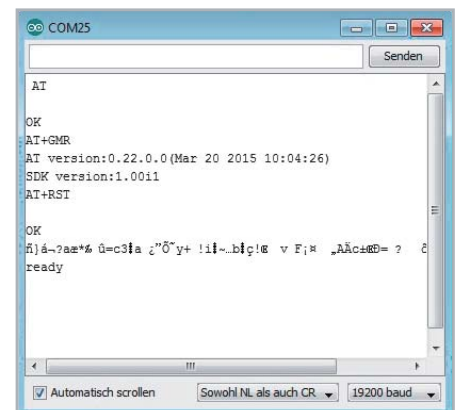 COM25
Senden
AT
OK
AT+GMR
AT version:0.22.0.0(Mar 20 2015 10:04:26)
SDK version:1.00i1
AT+RST
OK
ready
Automatisch scrollen
Sowohl NL als auch CR
19200 baud